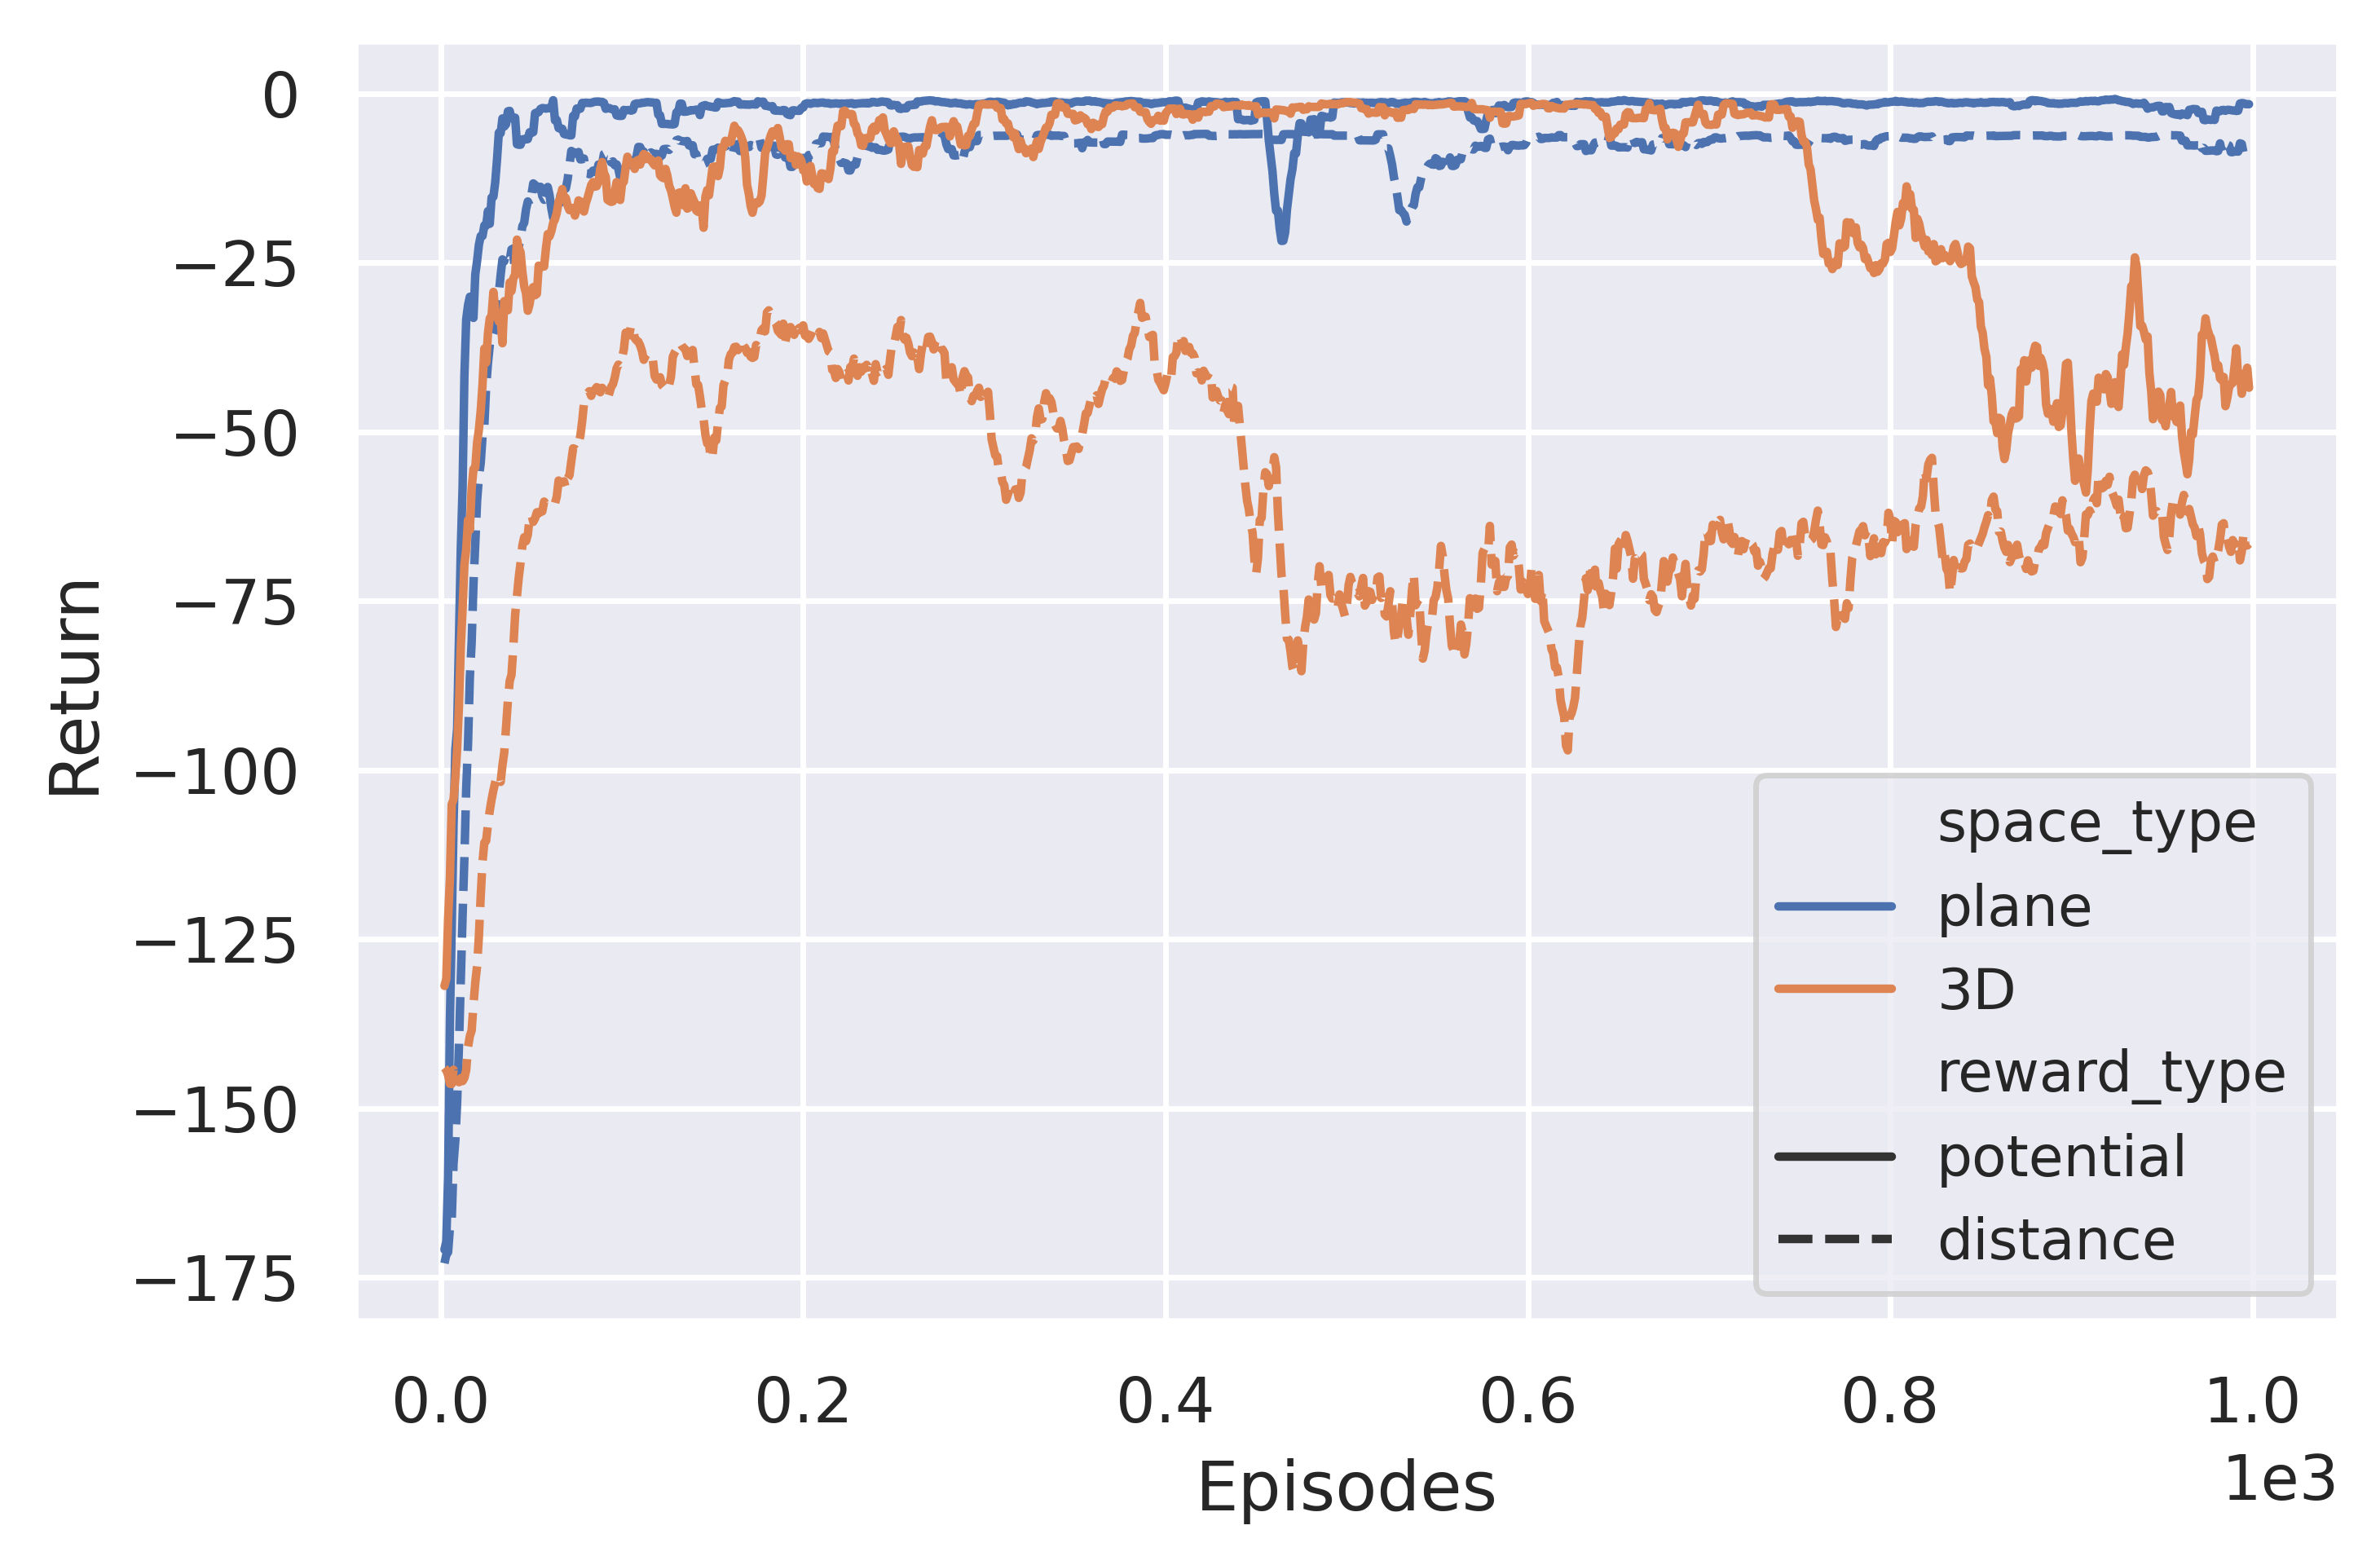 0
−25
−50
−75
−100
−125
−150
−175
Return
0.0 0.2 0.4 0.6 0.8 1.0
1e3
Episodes
space_type
plane
3D
reward_type
potential
distance